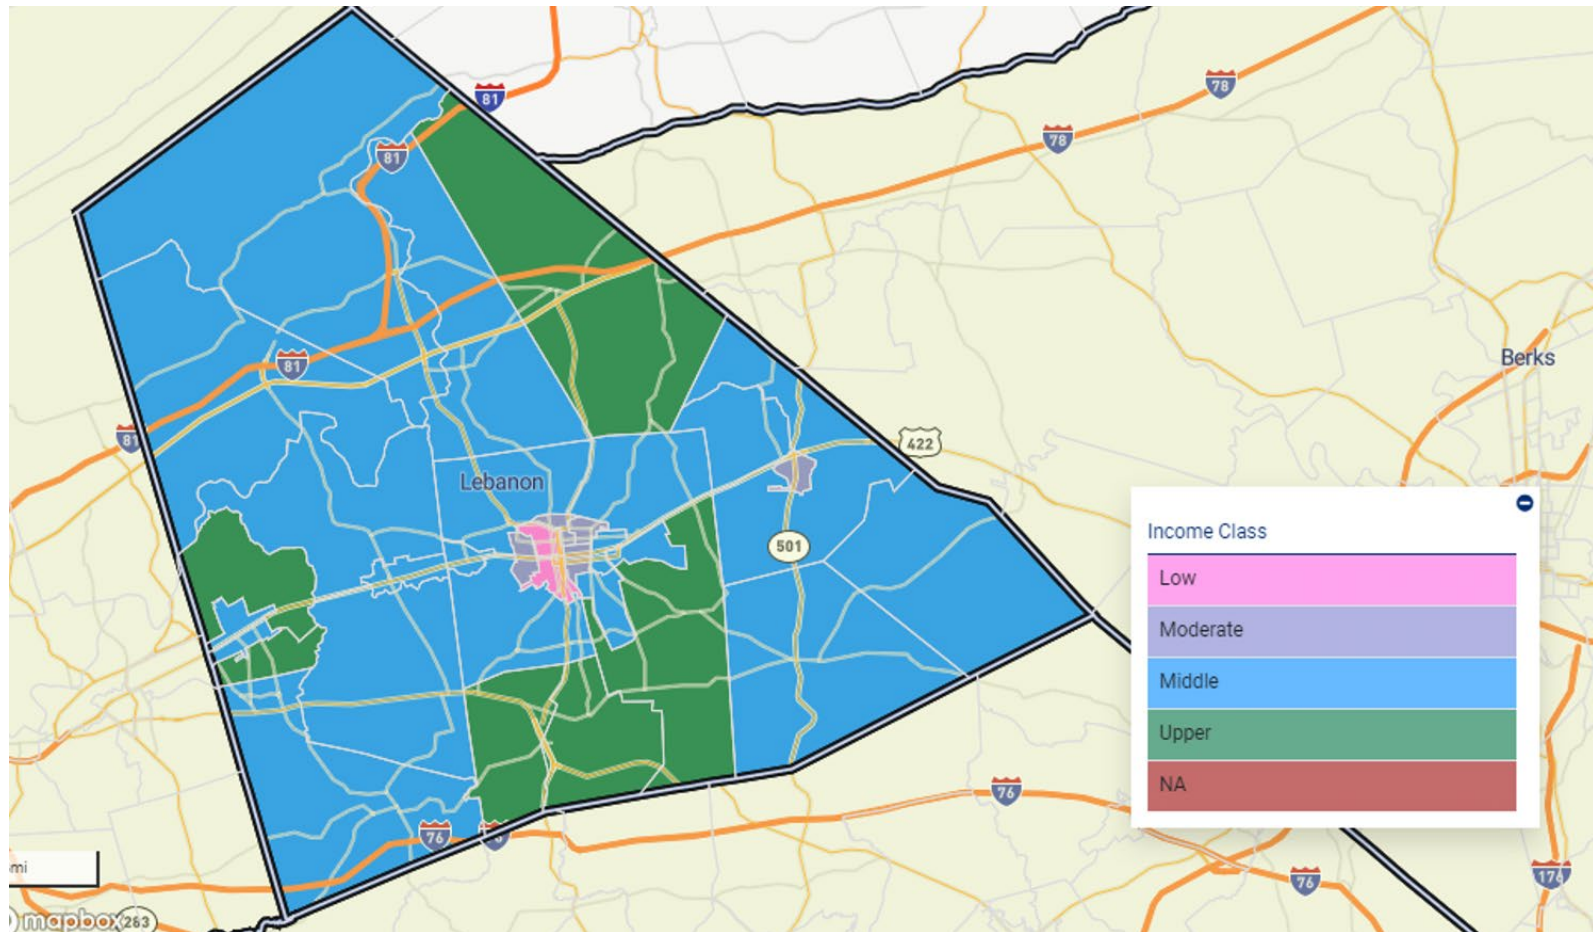 81
78
78
81
Berks
81
81
422
Lebanon
501
Income Class
Low
Moderate
Middle
Upper
NA
76
76
76
176
mi
mapbox
263